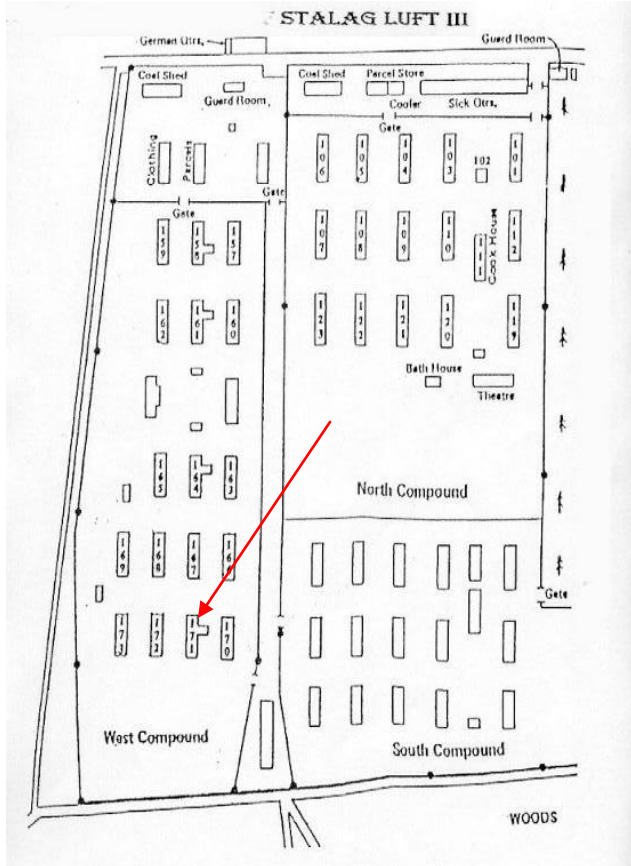 STALAG LUFT III
German Qtrs,
Guard Room
Coal Shed
Guard Room
Coal Shed
Parcel Store
Cooler
Sick Qtrs,
Gate
Clothing
Parcels
106
105
104
103
102
101
Gate
Gate
159
158
157
107
108
109
110
111
Cook House
112
162
161
160
123
122
121
120
119
Bath House
Theatre
165
164
163
North Compound
169
168
167
Gate
173
172
171
170
West Compound
South Compound
WOODS